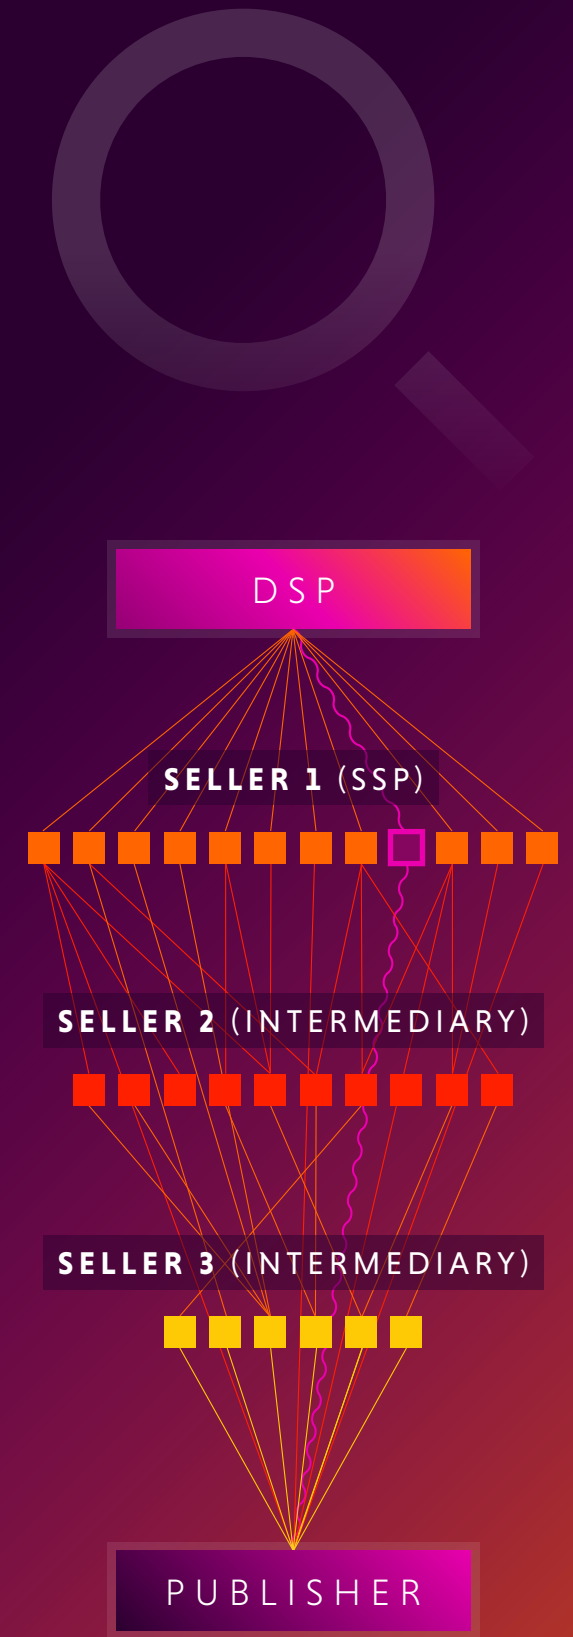 DSP
SELLER 1 (SSP)
SELLER 2 (INTERMEDIARY)
SELLER 3 (INTERMEDIARY)
PUBLISHER